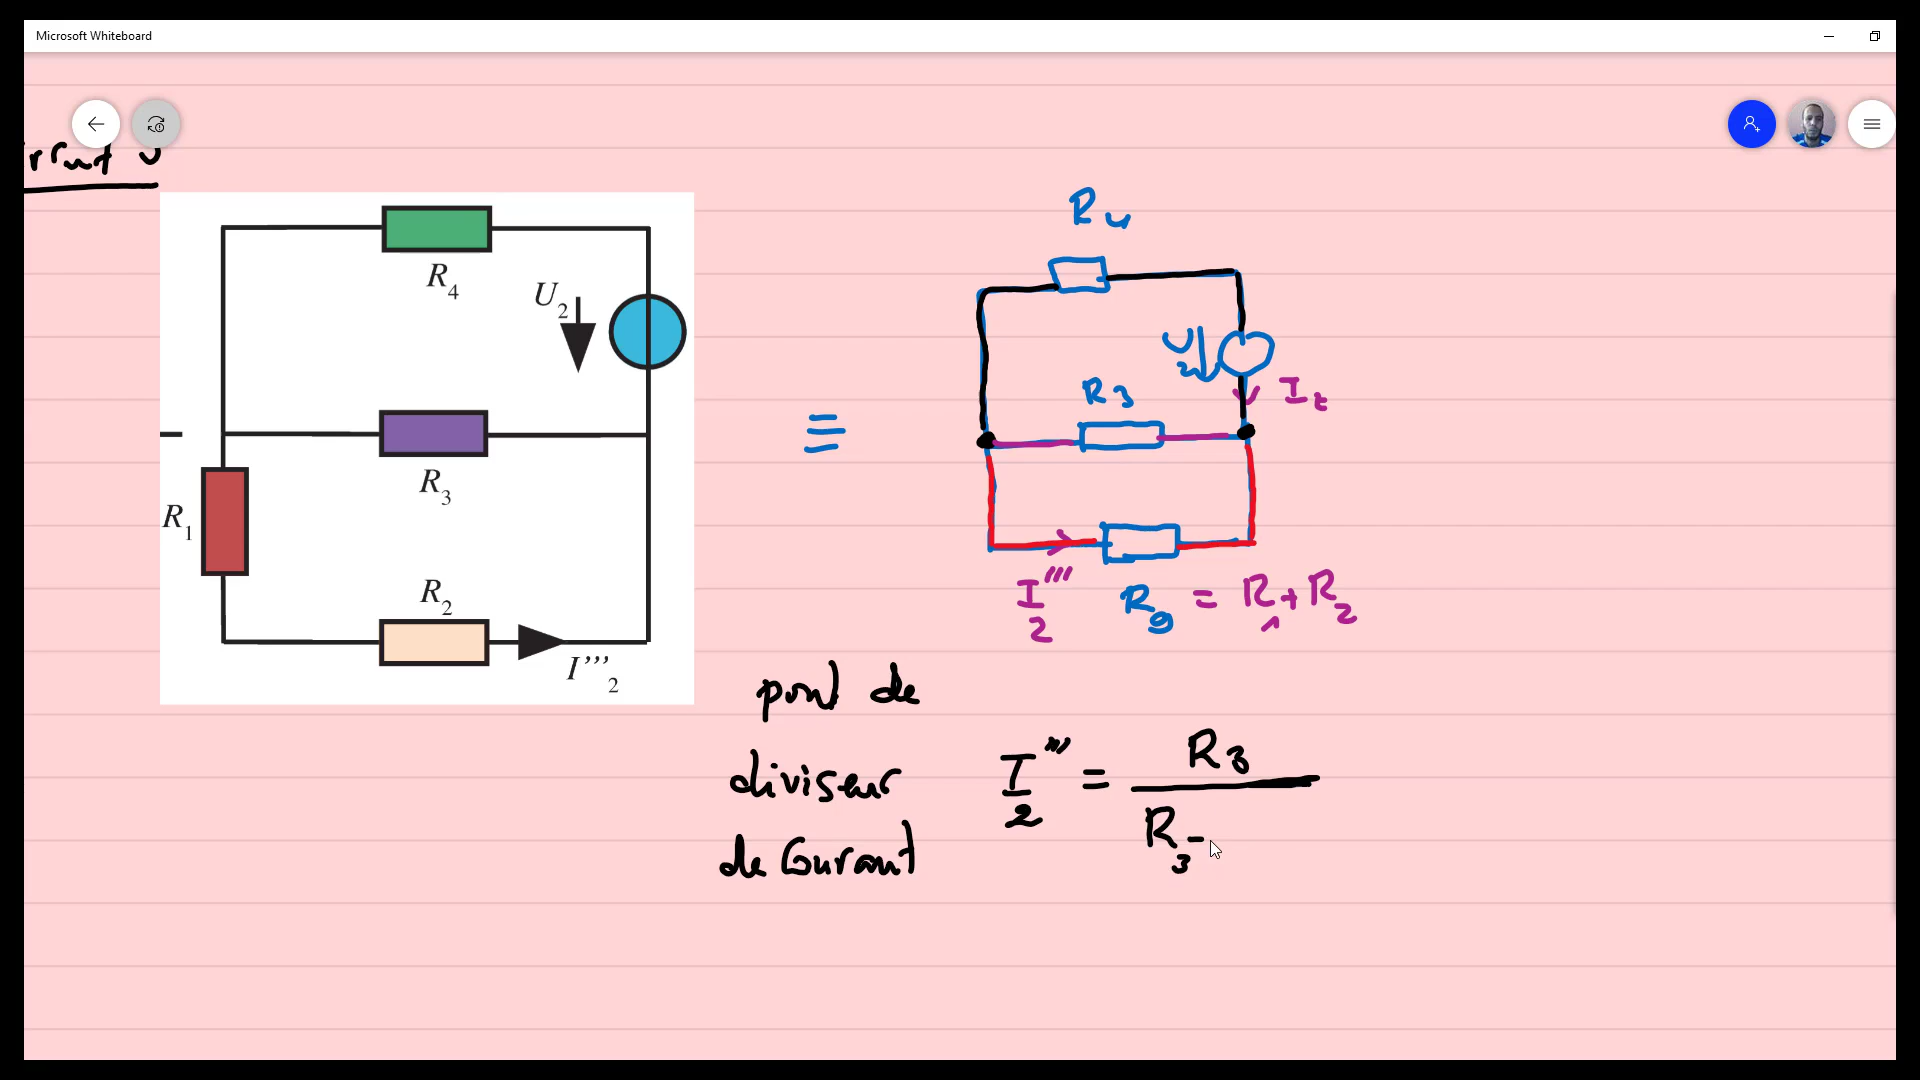 Microsoft Whiteboard
R4
U2
R3
R1
R2
I'''2
R4
U2
It
R3
≡
I'''2
Rg = R1+R2
pont de
diviseur
de Courant
I'''2 = R3
R3 -